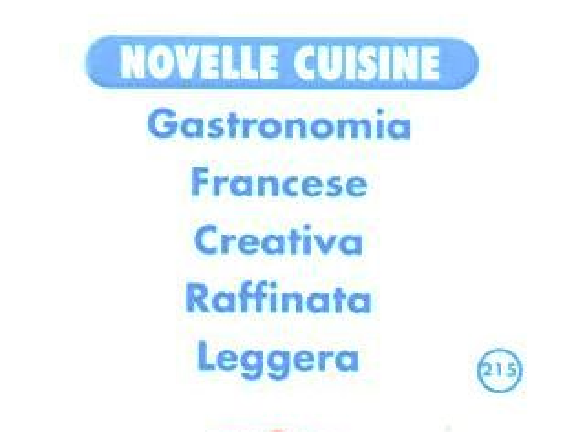 NOVELLE CUISINE
Gastronomia
Francese
Creativa
Raffinata
Leggera
215